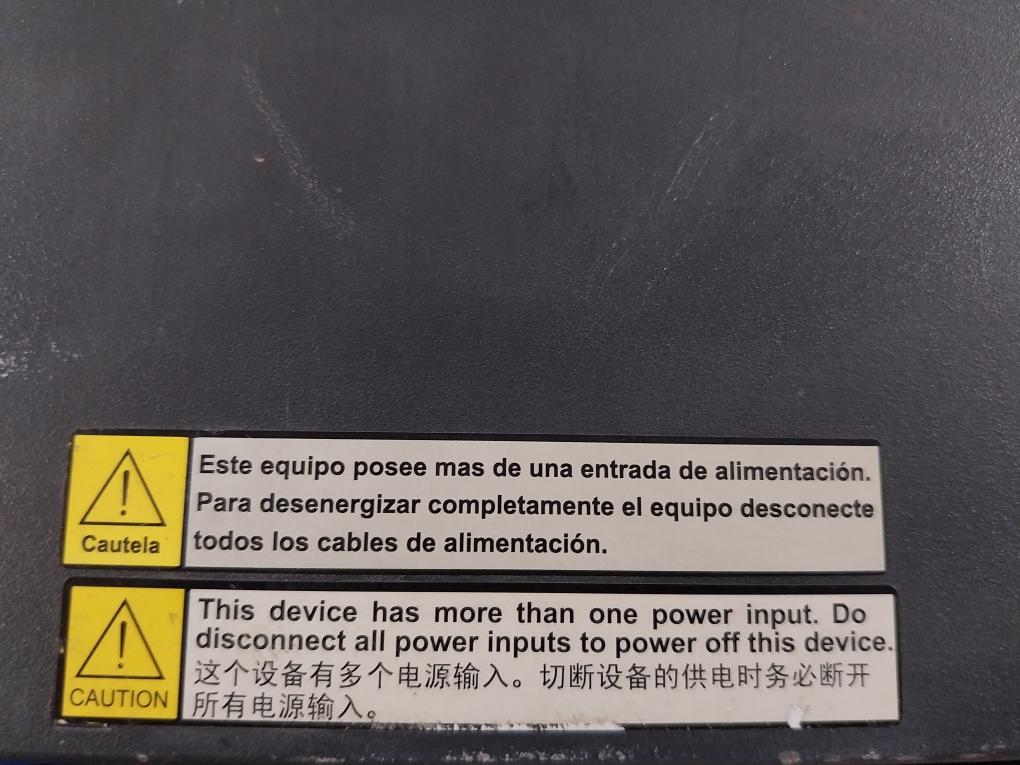 Cautela
Este equipo posee mas de una entrada de alimentación.
Para desenergizar completamente el equipo desconecte
todos los cables de alimentación.
CAUTION
This device has more than one power input. Do
disconnect all power inputs to power off this device.
这个设备有多个电源输入。切断设备的供电时务必断开
所有电源输入。